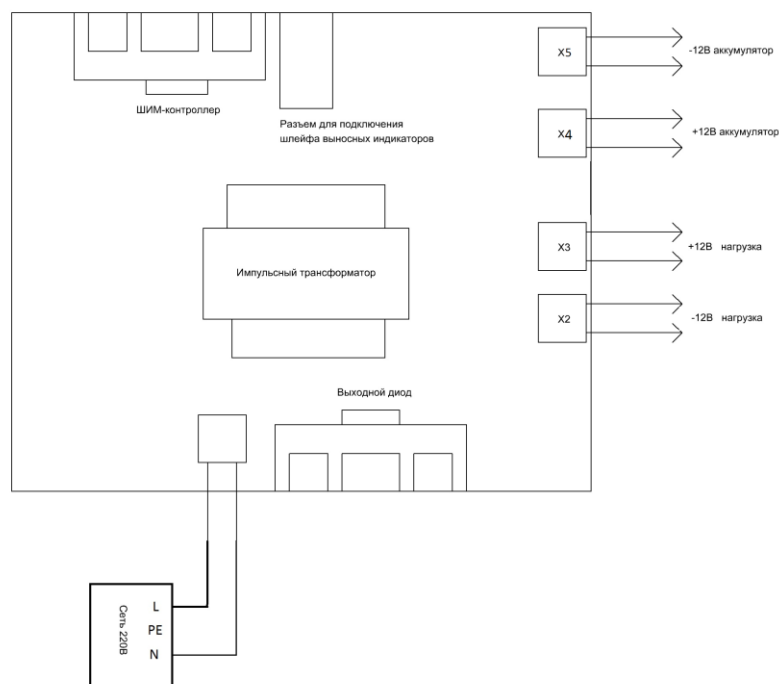 X5
-12В аккумулятор
ШИМ-контроллер
Разъем для подключения
шлейфа выносных индикаторов
X4
+12В аккумулятор
X3
+12В нагрузка
Импульсный трансформатор
X2
-12В нагрузка
Выходной диод
Сеть 220В
L
PE
N